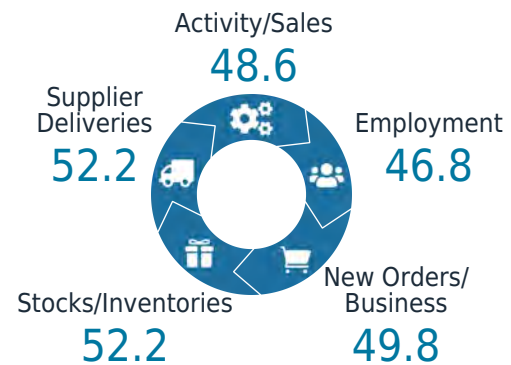 Activity/Sales
48.6
Supplier
Deliveries
52.2
Employment
46.8
New Orders/
Business
49.8
Stocks/Inventories
52.2